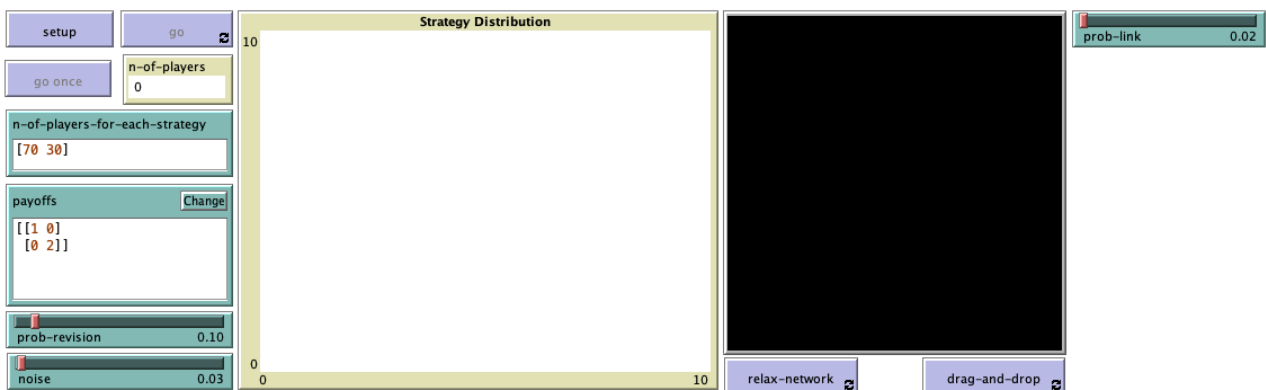 setup
go
go once
n-of-players
0
n-of-players-for-each-strategy
[70 30]
payoffs
Change
[[1 0]
[0 2]]
prob-revision 0.10
noise 0.03
Strategy Distribution
10
0
0 10
relax-network
drag-and-drop
prob-link 0.02